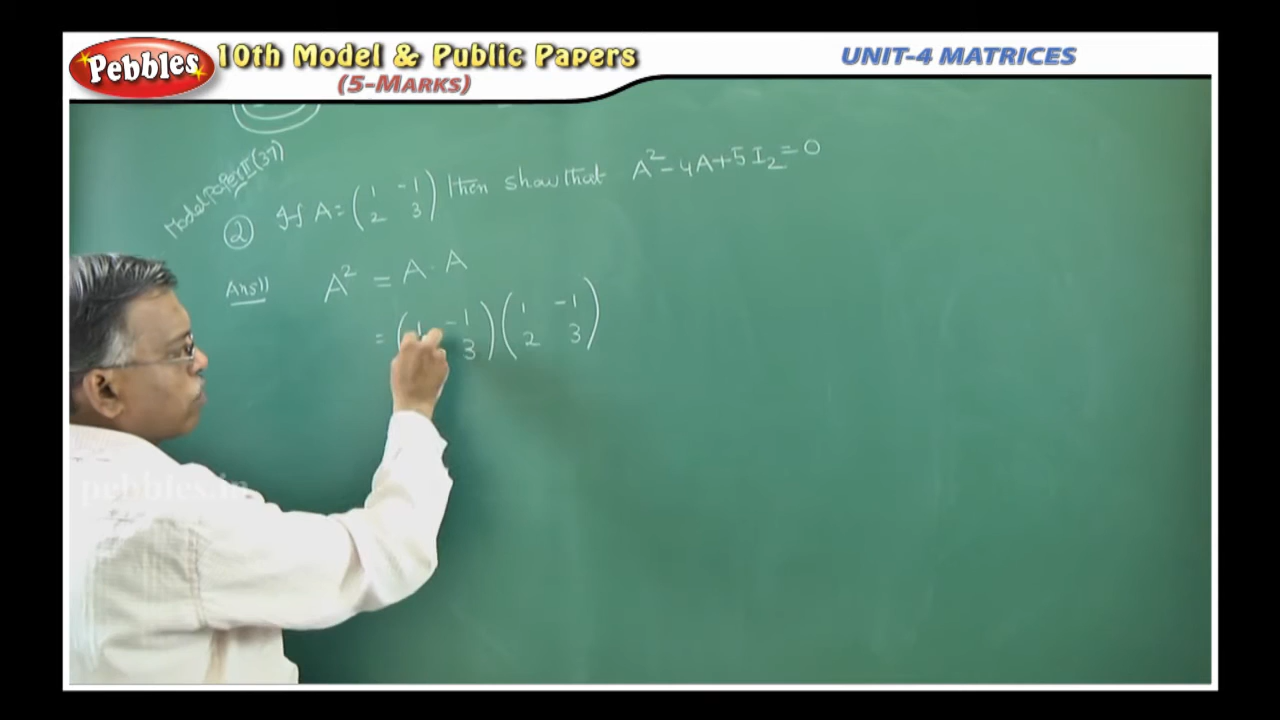 Pebbles
10th Model & Public Papers
(5-MARKS)
UNIT-4 MATRICES
Model paper II (37)
② If A = ( 1 -1 ) then show that A² - 4A + 5I₂ = 0
( 2 3 )
Ans|| A² = A · A
= ( 1 -1 ) ( 1 -1 )
3 ) ( 2 3 )
pebbles.in